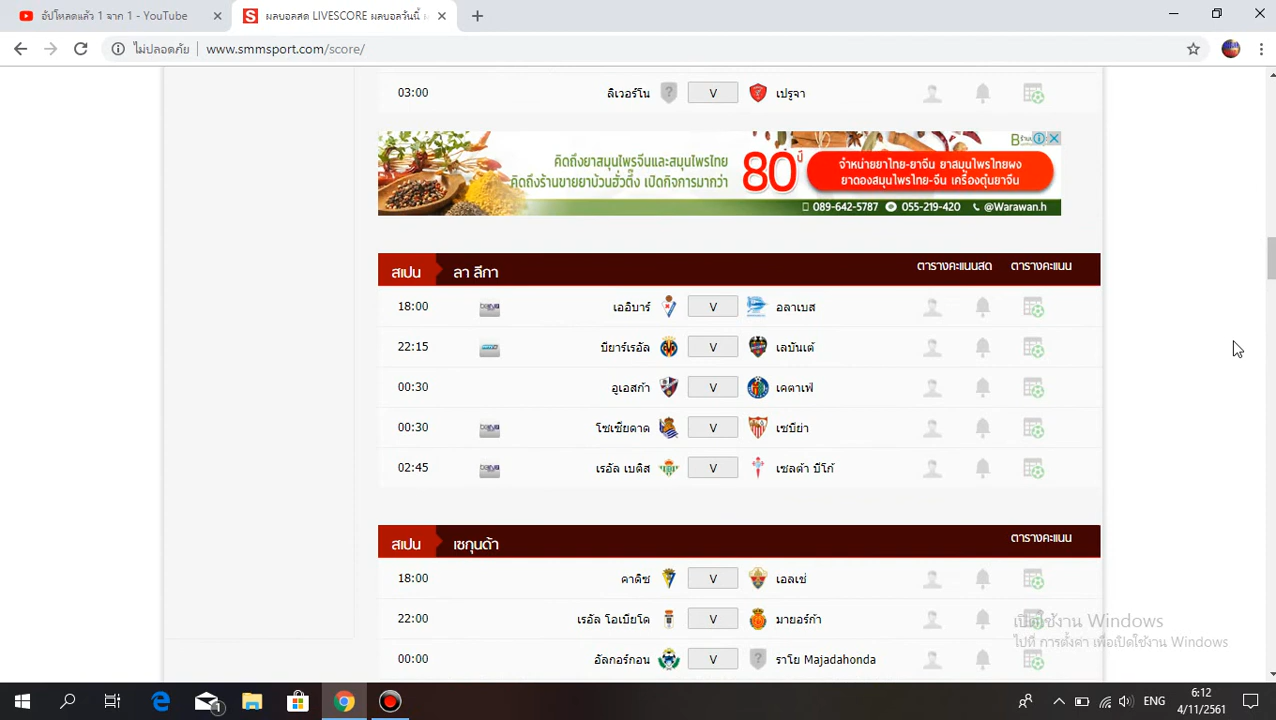 อัปโหลดแล้ว 1 จาก 1 - YouTube
ผลบอลสด LIVESCORE ผลบอลวันนี้
ไม่ปลอดภัย
www.smmsport.com/score/
03:00 ลิเวอร์โน V เปรูจา
คิดถึงยาสมุนไพรจีนและสมุนไพรไทย
คิดถึงร้านขายยาบ้วนฮั่วตึ๊ง เปิดกิจการมากว่า
80 ปี
จำหน่ายยาไทย-ยาจีน ยาสมุนไพรไทยผง
ยาดองสมุนไพรไทย-จีน เครื่องตุ๋นยาจีน
089-642-5787 055-219-420 @Warawan.h
สเปน ลา ลีกา ตารางคะแนนสด ตารางคะแนน
18:00 เออิบาร์ V อลาเบส
22:15 บียาร์เรอัล V เลบันเต้
00:30 อูเอสก้า V เคตาเฟ่
00:30 โซเซียดาด V เซบีย่า
02:45 เรอัล เบติส V เซลต้า บีโก้
สเปน เซกุนด้า ตารางคะแนน
18:00 คาดิซ V เอลเช่
22:00 เรอัล โอเบียโด V มายอร์ก้า
00:00 อัลกอร์กอน V ราโย Majadahonda
เปิดใช้งาน Windows
ไปที่ การตั้งค่า เพื่อเปิดใช้งาน Windows
1
ENG
6:12
4/11/2561